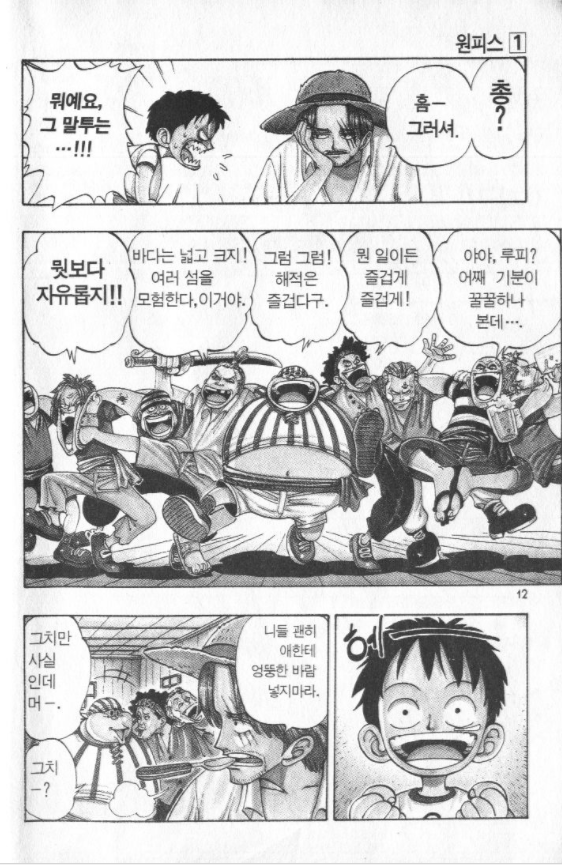 원피스 1
총?
흠ー
그러셔.
뭐예요,
그 말투는
…!!!
야야, 루피?
어째 기분이
꿀꿀하나
본데….
뭔 일이든
즐겁게
즐겁게!
그럼 그럼!
해적은
즐겁다구.
바다는 넓고 크지!
여러 섬을
모험한다, 이거야.
뭣보다
자유롭지!!
12
헤
니들 괜히
애한테
엉뚱한 바람
넣지마라.
그치만
사실
인데
머ー.
그치
ー?